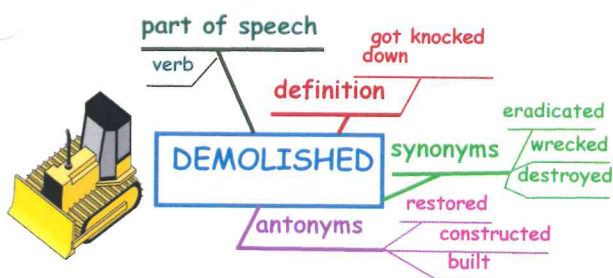 part of speech
verb
got knocked
down
definition
DEMOLISHED
synonyms
eradicated
wrecked
destroyed
antonyms
restored
constructed
built